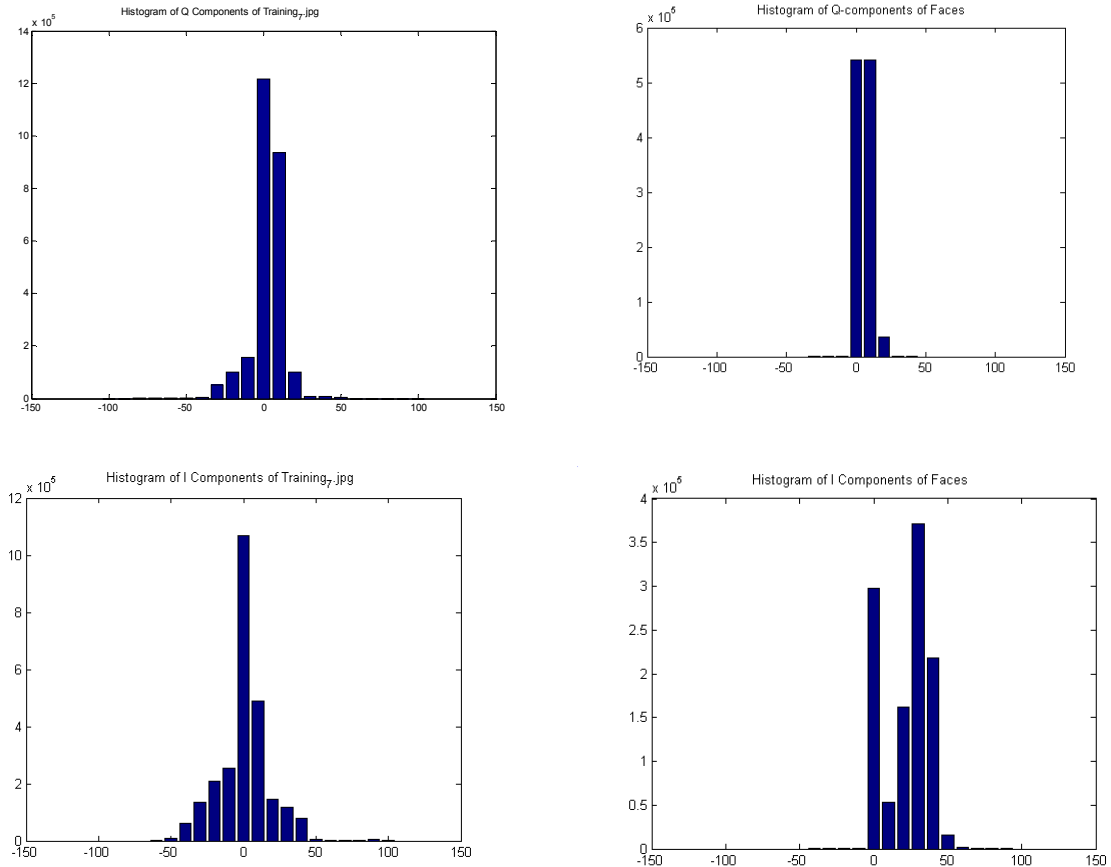 Histogram of Q Components of Training7.jpg
x 10^5
14
12
10
8
6
4
2
0
-150 -100 -50 0 50 100 150
Histogram of Q-components of Faces
x 10^5
6
5
4
3
2
1
0
-150 -100 -50 0 50 100 150
Histogram of I Components of Training7.jpg
x 10^5
12
10
8
6
4
2
0
-150 -100 -50 0 50 100 150
Histogram of I Components of Faces
x 10^5
4
3.5
3
2.5
2
1.5
1
0.5
0
-150 -100 -50 0 50 100 150